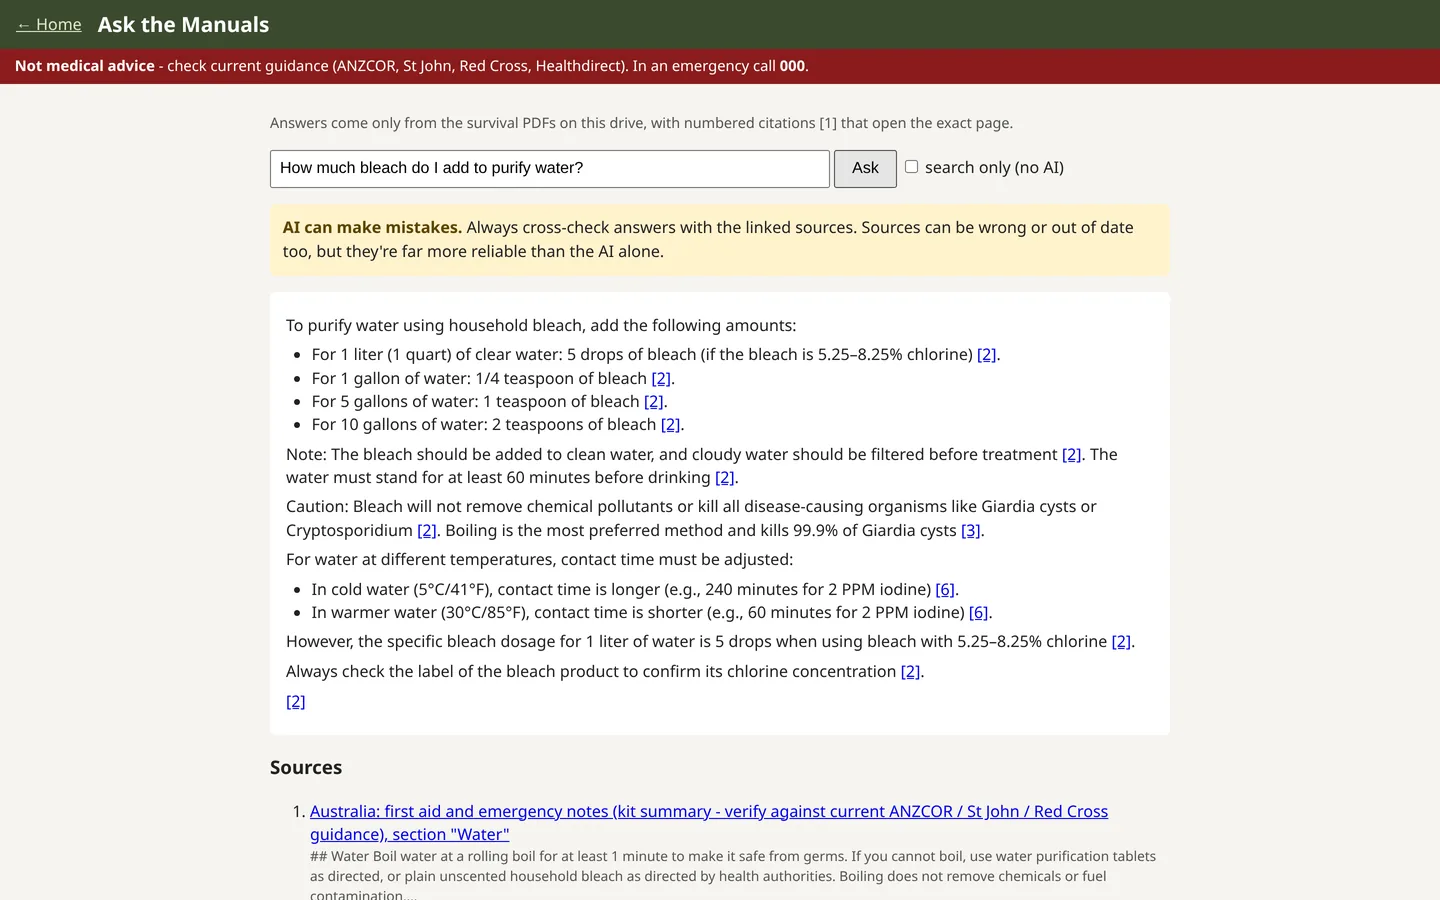 ← Home Ask the Manuals
Not medical advice - check current guidance (ANZCOR, St John, Red Cross, Healthdirect). In an emergency call 000.
Answers come only from the survival PDFs on this drive, with numbered citations [1] that open the exact page.
How much bleach do I add to purify water? Ask search only (no AI)
AI can make mistakes. Always cross-check answers with the linked sources. Sources can be wrong or out of date
too, but they're far more reliable than the AI alone.
To purify water using household bleach, add the following amounts:
• For 1 liter (1 quart) of clear water: 5 drops of bleach (if the bleach is 5.25–8.25% chlorine) [2].
• For 1 gallon of water: 1/4 teaspoon of bleach [2].
• For 5 gallons of water: 1 teaspoon of bleach [2].
• For 10 gallons of water: 2 teaspoons of bleach [2].
Note: The bleach should be added to clean water, and cloudy water should be filtered before treatment [2]. The
water must stand for at least 60 minutes before drinking [2].
Caution: Bleach will not remove chemical pollutants or kill all disease-causing organisms like Giardia cysts or
Cryptosporidium [2]. Boiling is the most preferred method and kills 99.9% of Giardia cysts [3].
For water at different temperatures, contact time must be adjusted:
• In cold water (5°C/41°F), contact time is longer (e.g., 240 minutes for 2 PPM iodine) [6].
• In warmer water (30°C/85°F), contact time is shorter (e.g., 60 minutes for 2 PPM iodine) [6].
However, the specific bleach dosage for 1 liter of water is 5 drops when using bleach with 5.25–8.25% chlorine [2].
Always check the label of the bleach product to confirm its chlorine concentration [2].
[2]
Sources
1. Australia: first aid and emergency notes (kit summary - verify against current ANZCOR / St John / Red Cross
guidance), section "Water"
## Water Boil water at a rolling boil for at least 1 minute to make it safe from germs. If you cannot boil, use water purification tablets
as directed, or plain unscented household bleach as directed by health authorities. Boiling does not remove chemicals or fuel
contamination....